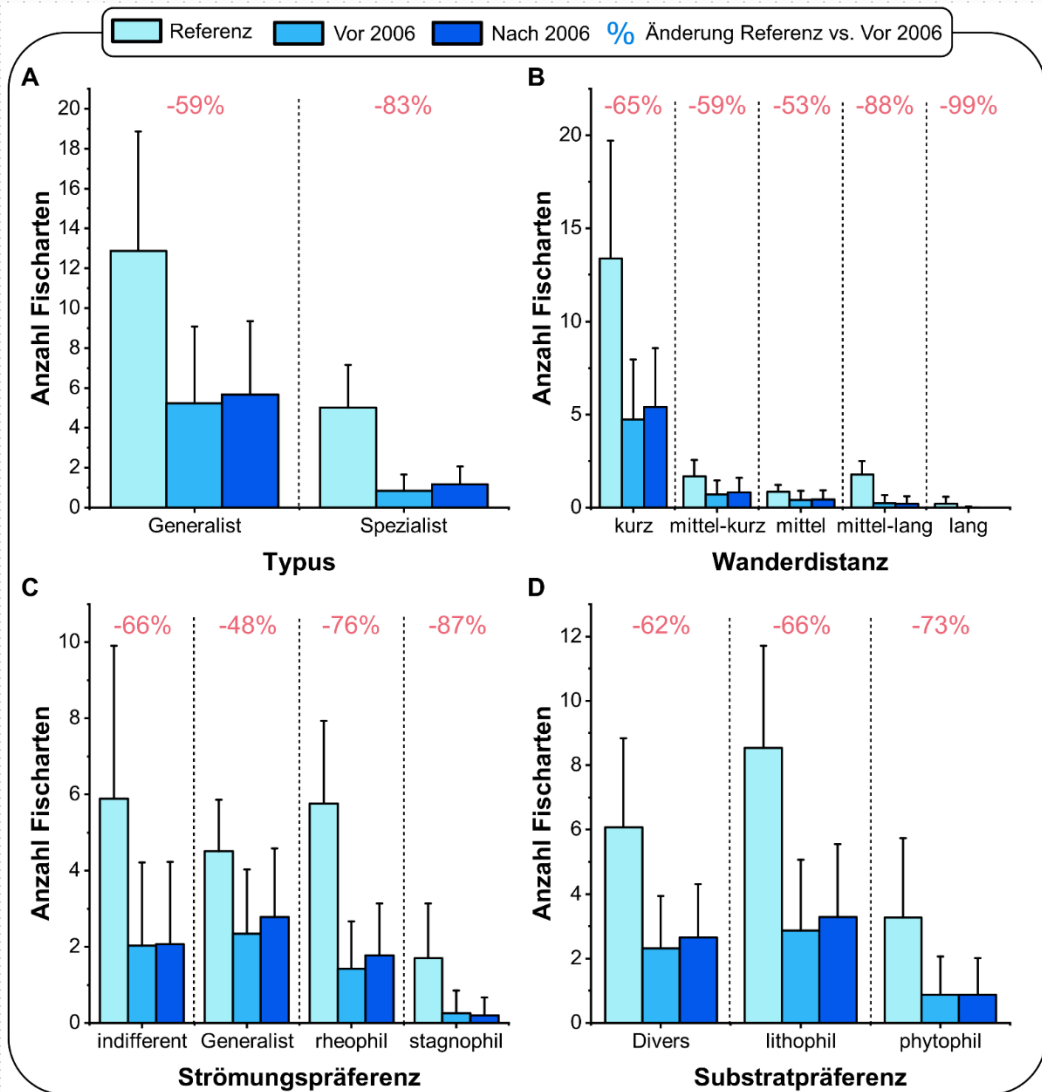 Referenz Vor 2006 Nach 2006 % Änderung Referenz vs. Vor 2006
A
-59% -83%
20
18
16
14
12
10
8
6
4
2
0
Anzahl Fischarten
Generalist Spezialist
Typus
B
-65% -59% -53% -88% -99%
20
15
10
5
0
Anzahl Fischarten
kurz mittel-kurz mittel mittel-lang lang
Wanderdistanz
C
-66% -48% -76% -87%
10
8
6
4
2
0
Anzahl Fischarten
indifferent Generalist rheophil stagnophil
Strömungspräferenz
D
-62% -66% -73%
12
10
8
6
4
2
0
Anzahl Fischarten
Divers lithophil phytophil
Substratpräferenz